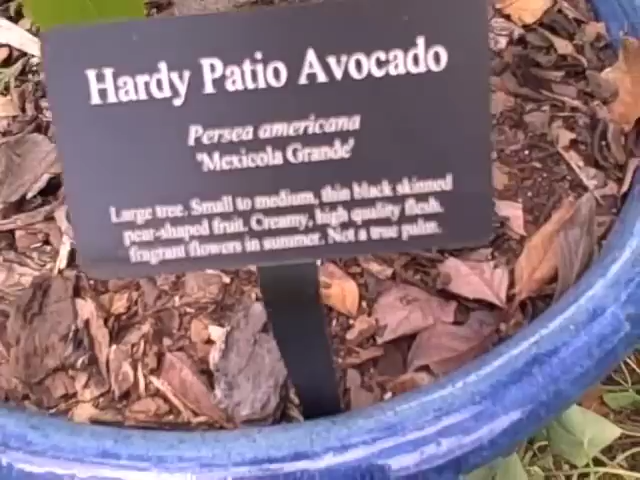 Hardy Patio Avocado
Persea americana
'Mexicola Grande'
Large tree. Small to medium, thin black skinned
pear-shaped fruit. Creamy, high quality flesh.
fragrant flowers in summer. Not a true palm.